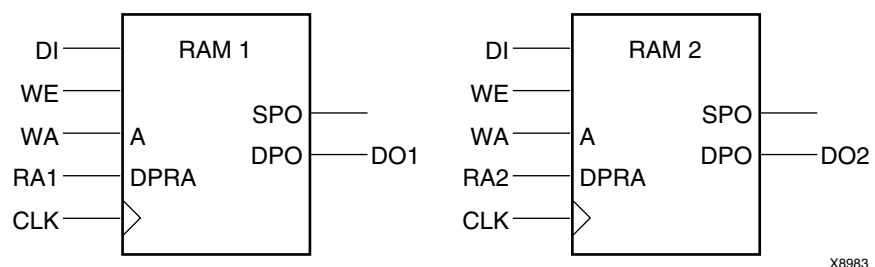 DI
WE
WA
RA1
CLK
RAM 1
A
DPRA
SPO
DPO
DO1
DI
WE
WA
RA2
CLK
RAM 2
A
DPRA
SPO
DPO
DO2
X8983